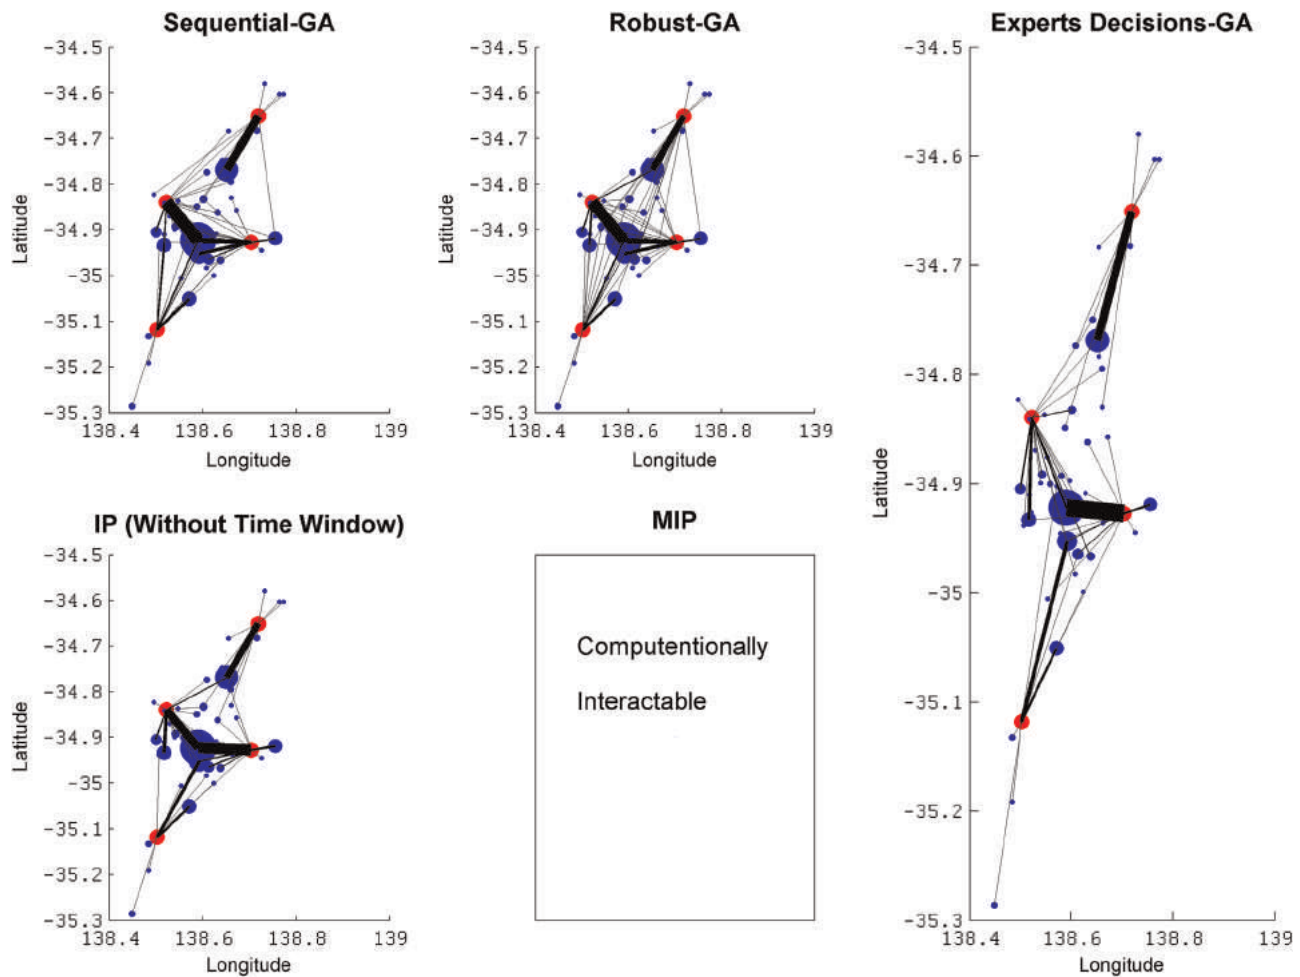 Sequential-GA
-34.5
-34.6
-34.7
-34.8
-34.9
-35
-35.1
-35.2
-35.3
138.4 138.6 138.8 139
Latitude
Longitude
Robust-GA
-34.5
-34.6
-34.7
-34.8
-34.9
-35
-35.1
-35.2
-35.3
138.4 138.6 138.8 139
Latitude
Longitude
Experts Decisions-GA
-34.5
-34.6
-34.7
-34.8
-34.9
-35
-35.1
-35.2
-35.3
138.4 138.6 138.8 139
Latitude
Longitude
IP (Without Time Window)
-34.5
-34.6
-34.7
-34.8
-34.9
-35
-35.1
-35.2
-35.3
138.4 138.6 138.8 139
Latitude
Longitude
MIP
Computentionally
Interactable